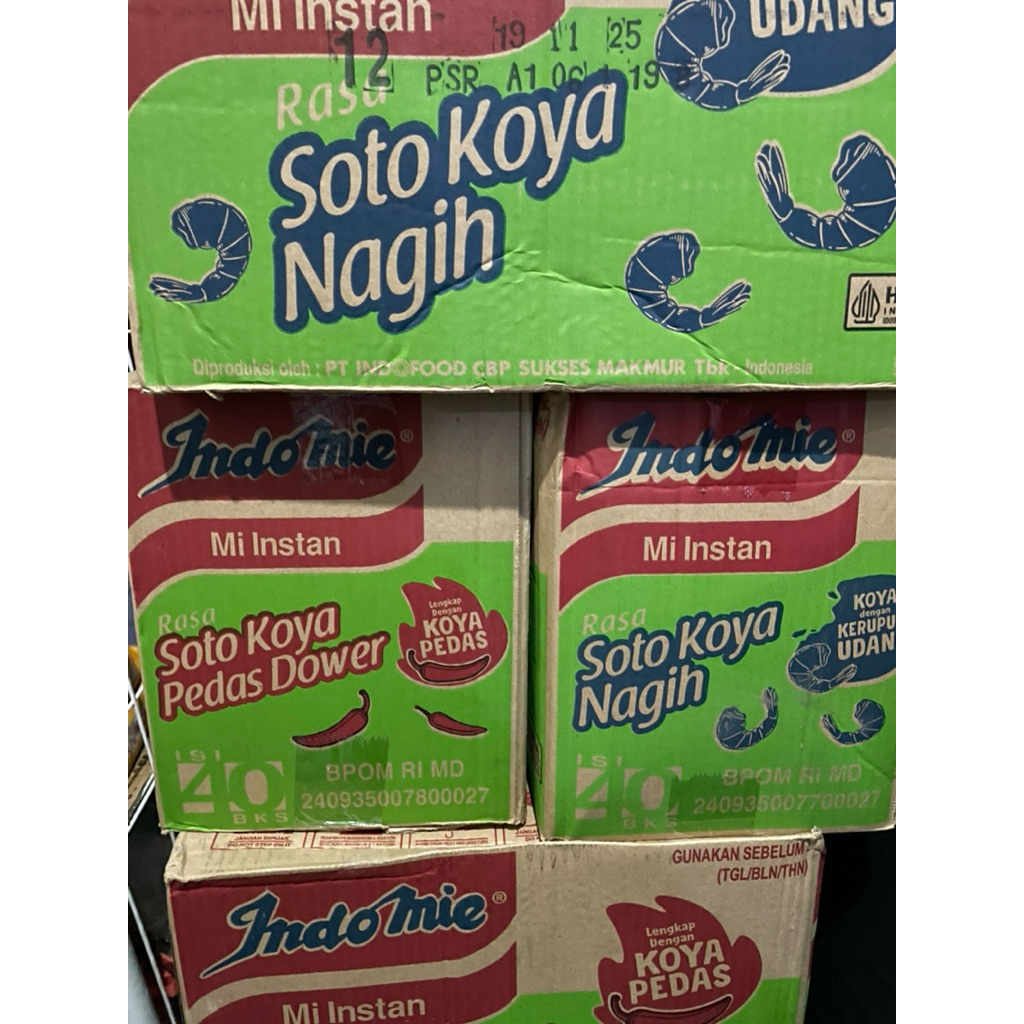 Mi Instan
UDANG
12
19 11 25
PSR A1 06 1 19
Rasa
Soto Koya
Nagih
Diproduksi oleh : PT INDOFOOD CBP SUKSES MAKMUR Tbk - Indonesia
Indomie®
Mi Instan
Rasa
Soto Koya
Pedas Dower
Lengkap
Dengan
KOYA
PEDAS
ISI
40
BKS
BPOM RI MD
240935007800027
Indomie®
Mi Instan
Rasa
Soto Koya
Nagih
KOYA
dengan
KERUPU
UDAN
ISI
40
BKS
BPOM RI MD
240935007700027
GUNAKAN SEBELUM
(TGL/BLN/THN)
Indomie®
Mi Instan
Lengkap
Dengan
KOYA
PEDAS